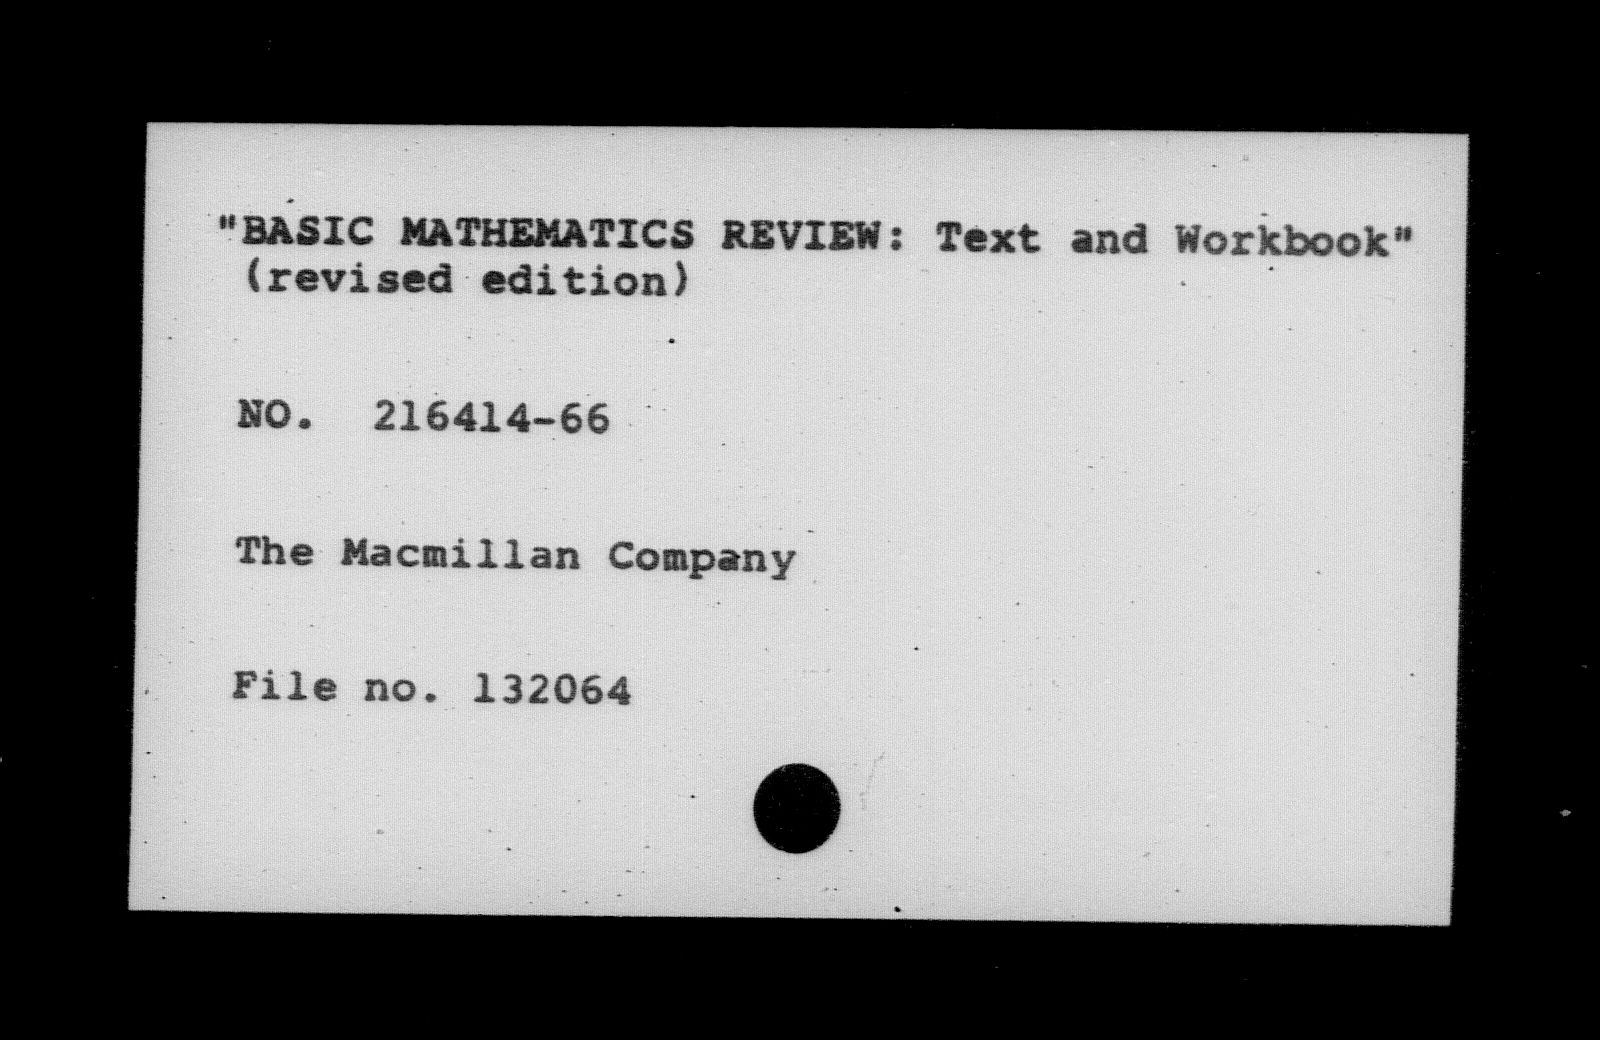 "BASIC MATHEMATICS REVIEW: Text and Workbook"
(revised edition)
NO. 216414-66
The Macmillan Company
File no. 132064